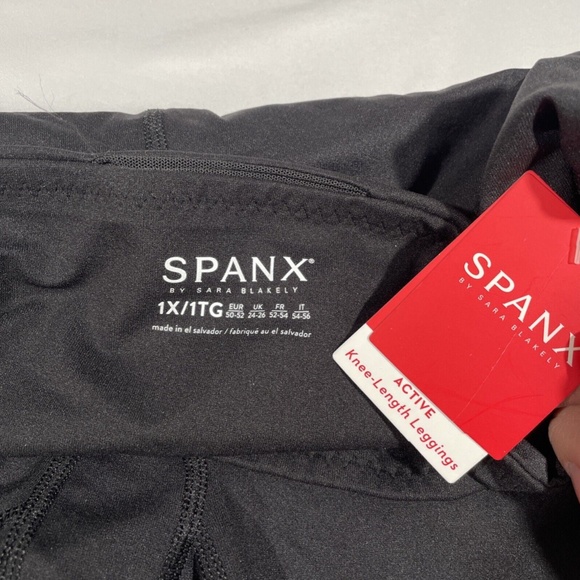 SPANX®
BY SARA BLAKELY
1X/1TG EUR 50-52 UK 24-26 FR 52-54 IT 54-56
made in el salvador / fabriqué au el salvador
SPANX
BY SARA BLAKELY
ACTIVE
Knee-Length Leggings